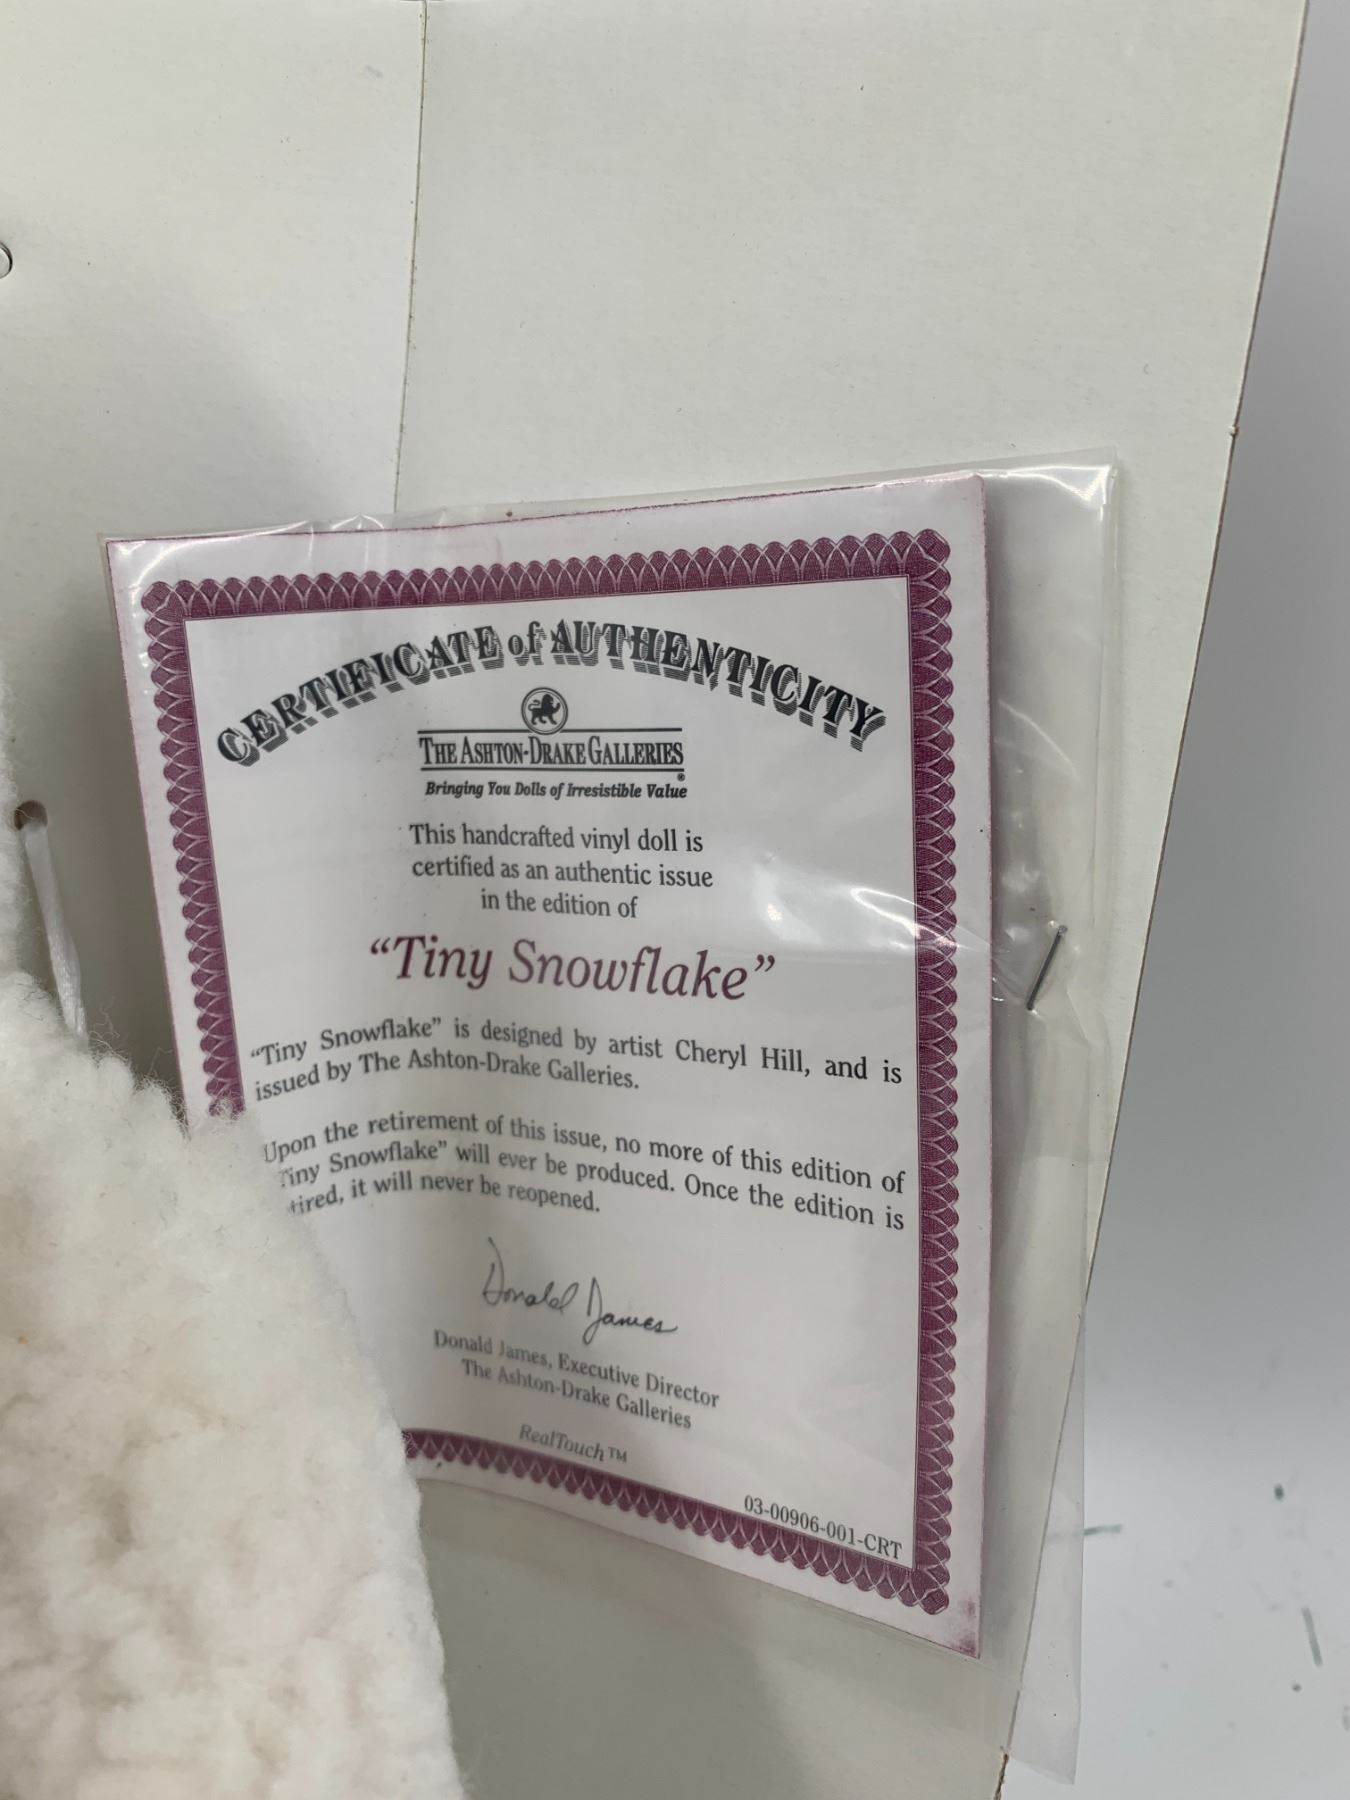 CERTIFICATE of AUTHENTICITY
THE ASHTON-DRAKE GALLERIES
®
Bringing You Dolls of Irresistible Value
This handcrafted vinyl doll is
certified as an authentic issue
in the edition of
“Tiny Snowflake”
“Tiny Snowflake” is designed by artist Cheryl Hill, and is
issued by The Ashton-Drake Galleries.
Upon the retirement of this issue, no more of this edition of
Tiny Snowflake” will ever be produced. Once the edition is
tired, it will never be reopened.
Donald James
Donald James, Executive Director
The Ashton-Drake Galleries
RealTouch™
03-00906-001-CRT